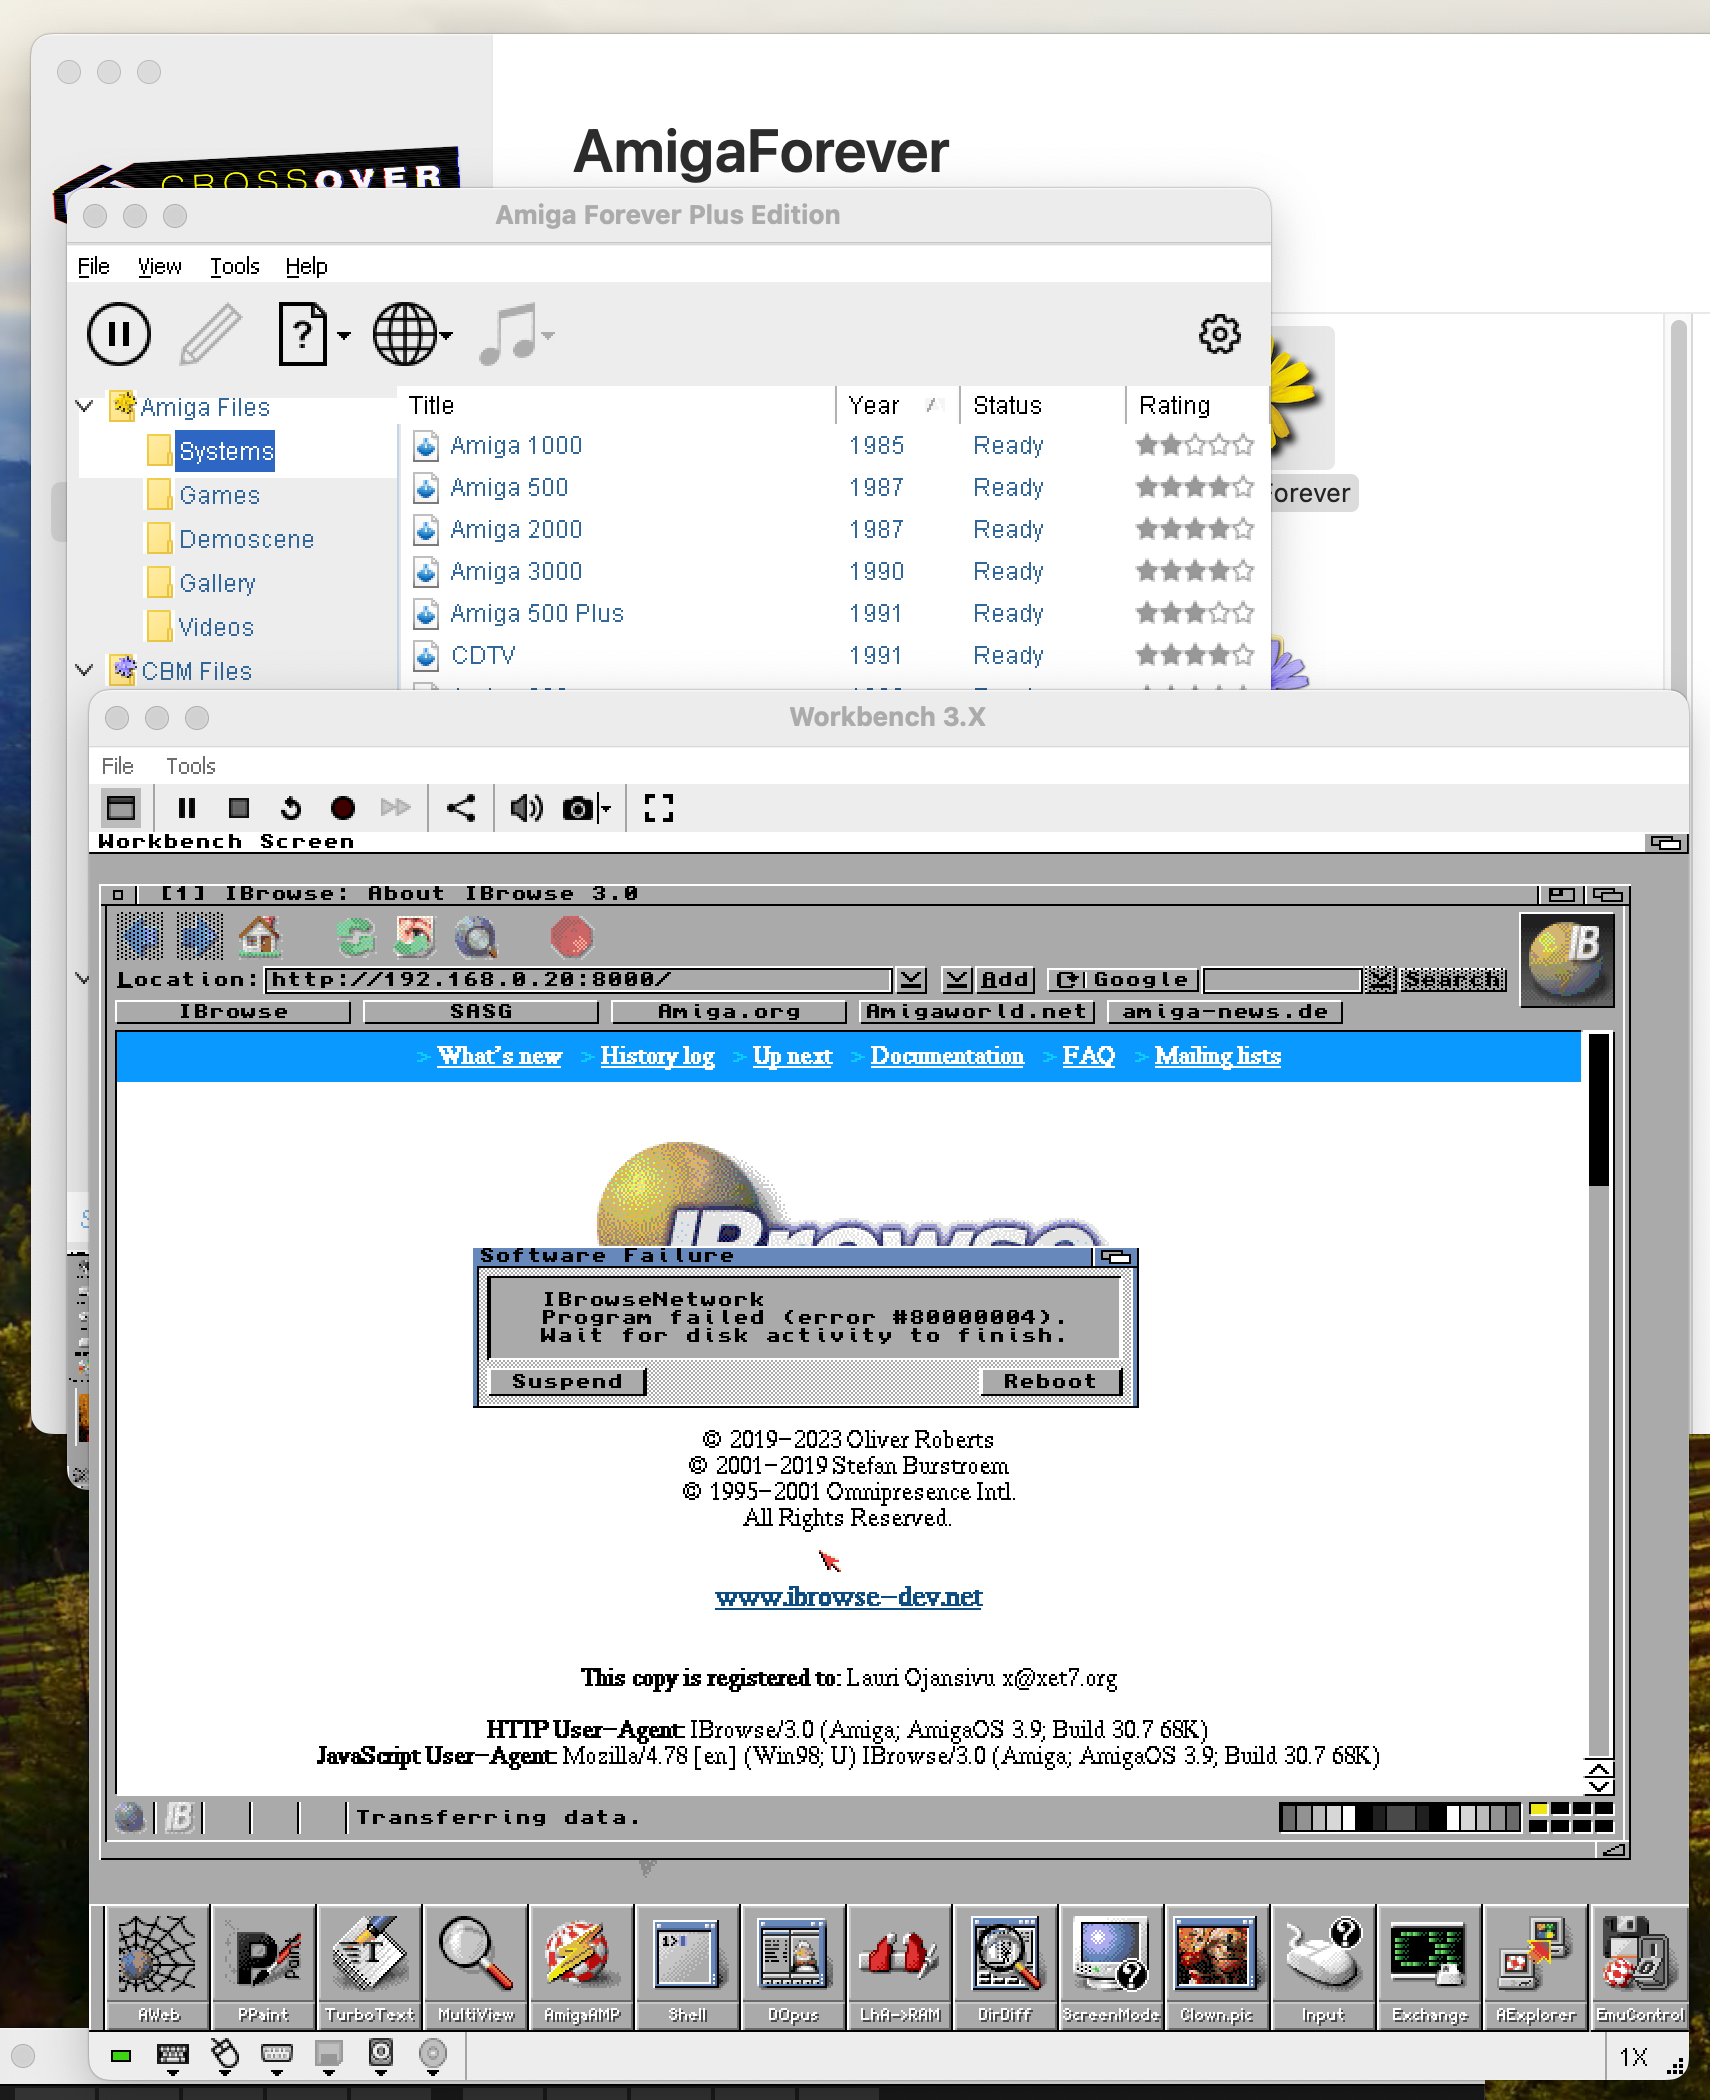 AmigaForever
CROSSOVER
Amiga Forever Plus Edition
File View Tools Help
Amiga Files
Systems
Games
Demoscene
Gallery
Videos
CBM Files
Title Year Status Rating
Amiga 1000 1985 Ready
Amiga 500 1987 Ready
Amiga 2000 1987 Ready
Amiga 3000 1990 Ready
Amiga 500 Plus 1991 Ready
CDTV 1991 Ready
Forever
Workbench 3.X
File Tools
Workbench Screen
[1] IBrowse: About IBrowse 3.0
IB
Location: http://192.168.0.20:8000/ Add Google Search
IBrowse SASG Amiga.org Amigaworld.net amiga-news.de
> What's new > History log > Up next > Documentation > FAQ > Mailing lists
IBrowse
Software Failure
IBrowseNetwork
Program failed (error #80000004).
Wait for disk activity to finish.
Suspend Reboot
© 2019-2023 Oliver Roberts
© 2001-2019 Stefan Burstroem
© 1995-2001 Omnipresence Intl.
All Rights Reserved.
www.ibrowse-dev.net
This copy is registered to: Lauri Ojansivu x@xet7.org
HTTP User-Agent: IBrowse/3.0 (Amiga; AmigaOS 3.9; Build 30.7 68K)
JavaScript User-Agent: Mozilla/4.78 [en] (Win98; U) IBrowse/3.0 (Amiga; AmigaOS 3.9; Build 30.7 68K)
IB Transferring data.
AWeb PPaint TurboText MultiView AmigaAMP Shell DOpus LhA->RAM DirDiff ScreenMode Clown.pic Input Exchange AExplorer EmuControl
1X